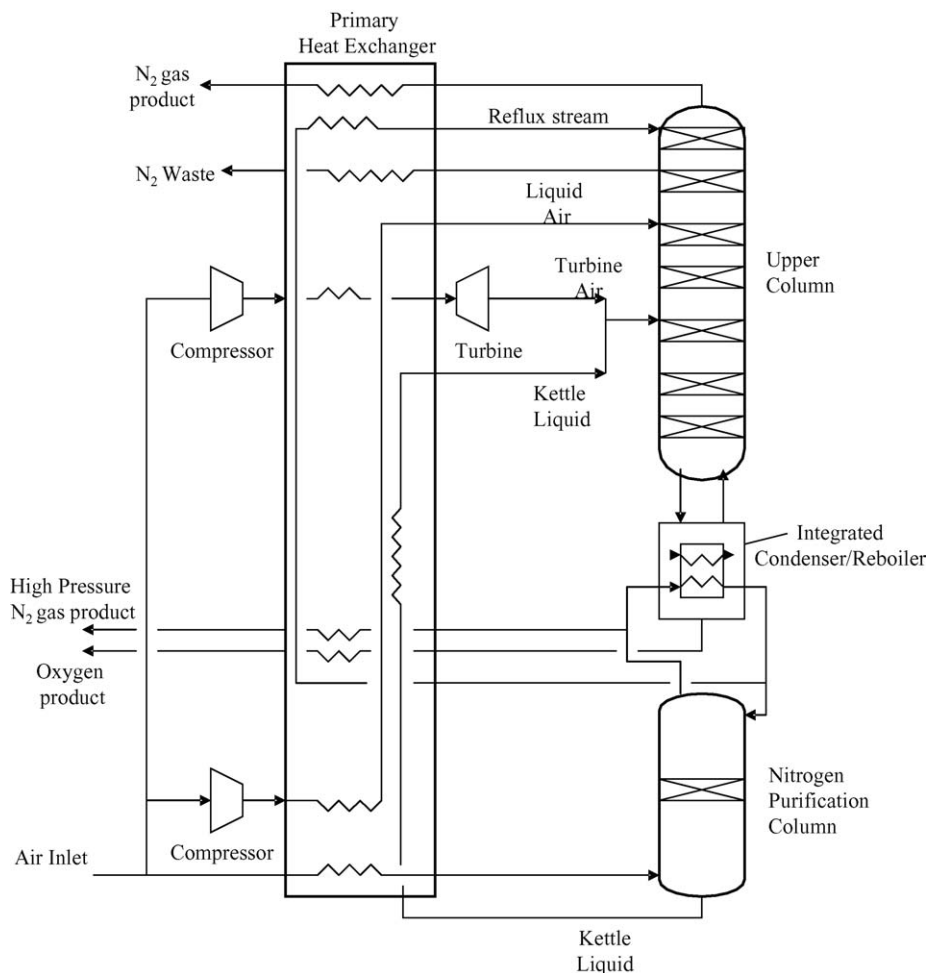 Primary
Heat Exchanger
N₂ gas
product
Reflux stream
N₂ Waste
Liquid
Air
Upper
Column
Turbine
Air
Compressor
Turbine
Kettle
Liquid
Integrated
Condenser/Reboiler
High Pressure
N₂ gas product
Oxygen
product
Nitrogen
Purification
Column
Compressor
Air Inlet
Kettle
Liquid